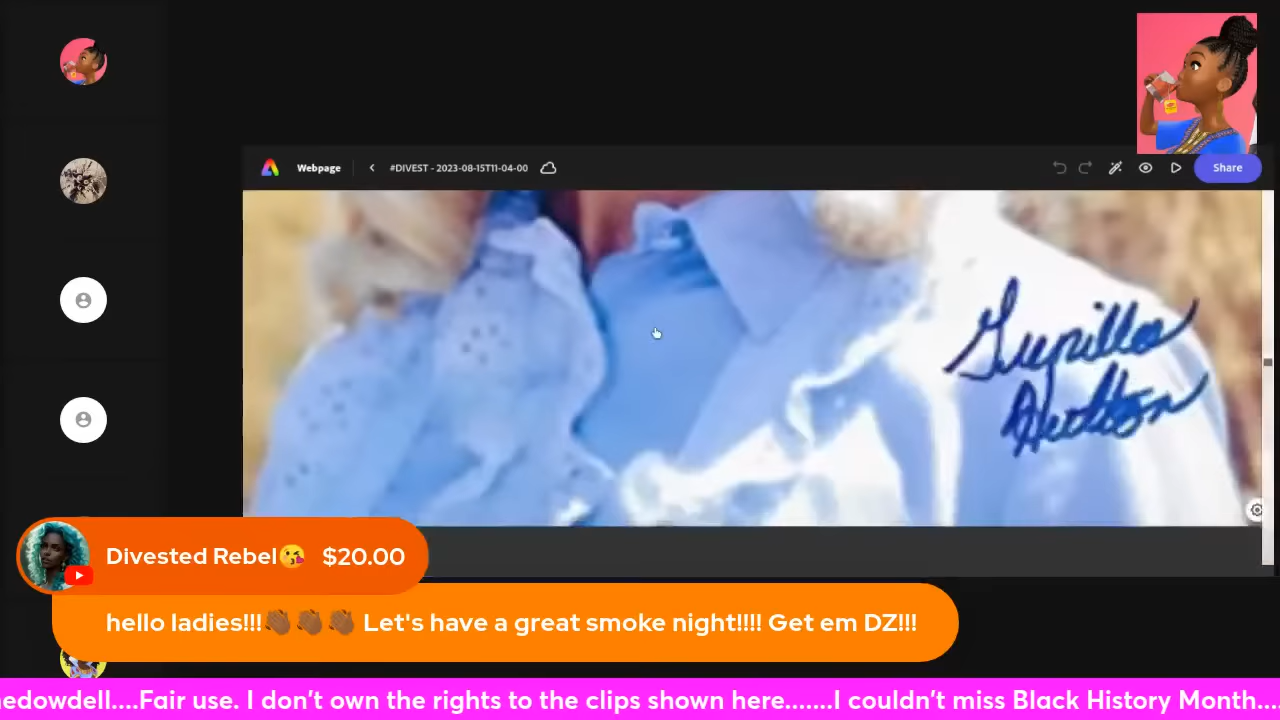 Webpage
#DIVEST - 2023-08-15T11-04-00
Share
Gunilla
Hutton
Divested Rebel😘 $20.00
hello ladies!!!👏🏾👏🏾👏🏾 Let's have a great smoke night!!!! Get em DZ!!!
nedowdell....Fair use. I don't own the rights to the clips shown here.......I couldn't miss Black History Month....